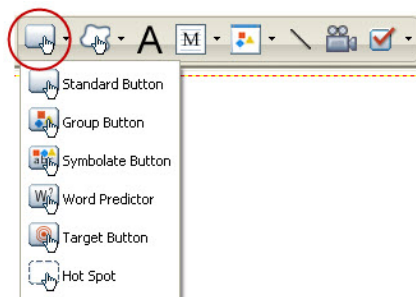 A M
Standard Button
Group Button
Symbolate Button
W? Word Predictor
Target Button
Hot Spot